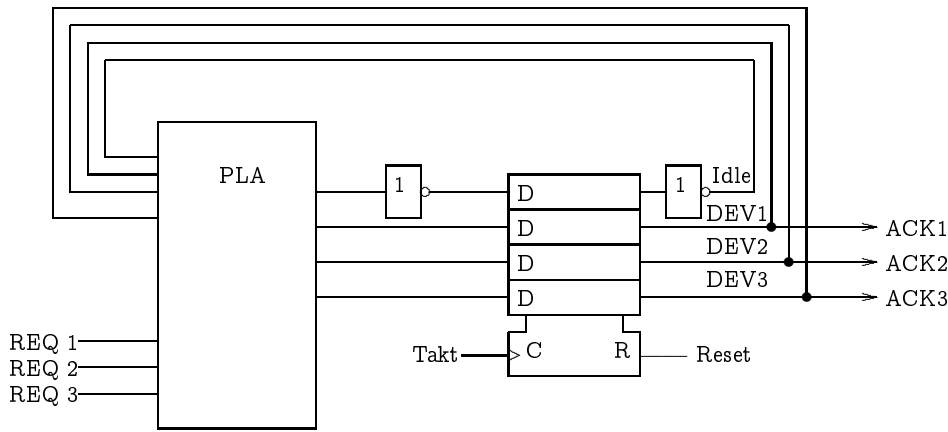 PLA
1
1
Idle
D
DEV1
D
ACK1
DEV2
D
ACK2
DEV3
D
ACK3
REQ 1
REQ 2
REQ 3
Takt
C
R
Reset